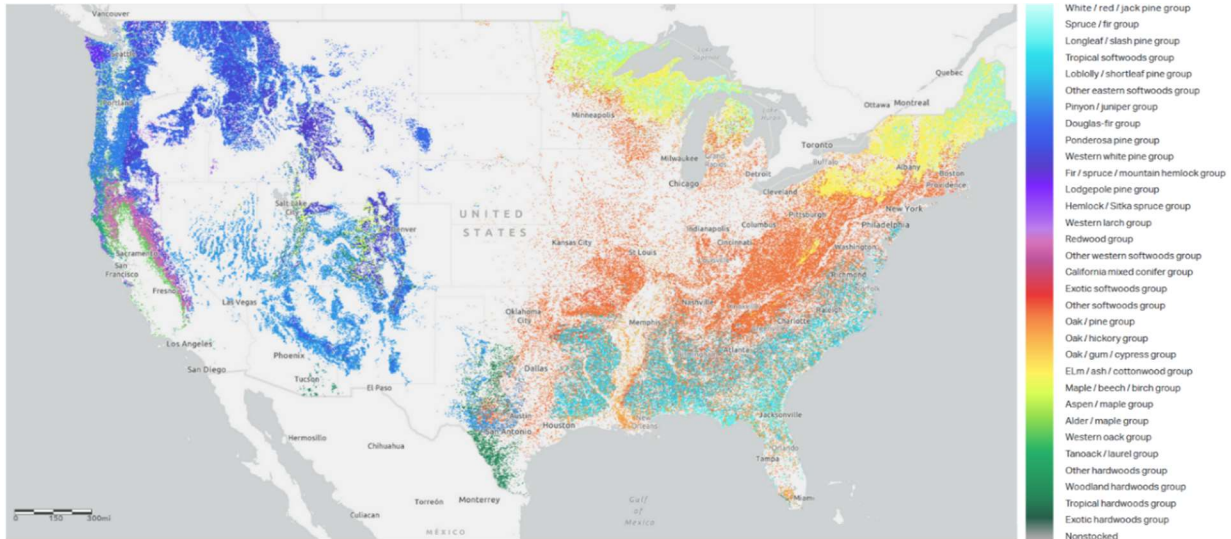 Vancouver
Seattle
Portland
Salt Lake
City
Denver
Sacramento
San
Francisco
Fresno
Las Vegas
Los Angeles
San Diego
Phoenix
Tucson
El Paso
Hermosillo
Chihuahua
Torreón
Monterrey
Culiacan
MÉXICO
UNITED
STATES
Minneapolis
Milwaukee
Grand
Rapids
Chicago
Detroit
Lake
Superior
Lake
Huron
Toronto
Buffalo
Ottawa
Montreal
Quebec
Albany
Boston
Providence
New York
Philadelphia
Cleveland
Pittsburgh
Columbus
Indianapolis
Cincinnati
Washington
Richmond
Kansas City
St Louis
Nashville
Raleigh
Charlotte
Oklahoma
City
Memphis
Atlanta
Dallas
Austin
San Antonio
Houston
Orleans
Jacksonville
Orlando
Tampa
Miami
Gulf
of
Mexico
0 150 300mi
White / red / jack pine group
Spruce / fir group
Longleaf / slash pine group
Tropical softwoods group
Loblolly / shortleaf pine group
Other eastern softwoods group
Pinyon / juniper group
Douglas-fir group
Ponderosa pine group
Western white pine group
Fir / spruce / mountain hemlock group
Lodgepole pine group
Hemlock / Sitka spruce group
Western larch group
Redwood group
Other western softwoods group
California mixed conifer group
Exotic softwoods group
Other softwoods group
Oak / pine group
Oak / hickory group
Oak / gum / cypress group
ELm / ash / cottonwood group
Maple / beech / birch group
Aspen / maple group
Alder / maple group
Western oack group
Tanoack / laurel group
Other hardwoods group
Woodland hardwoods group
Tropical hardwoods group
Exotic hardwoods group
Nonstocked